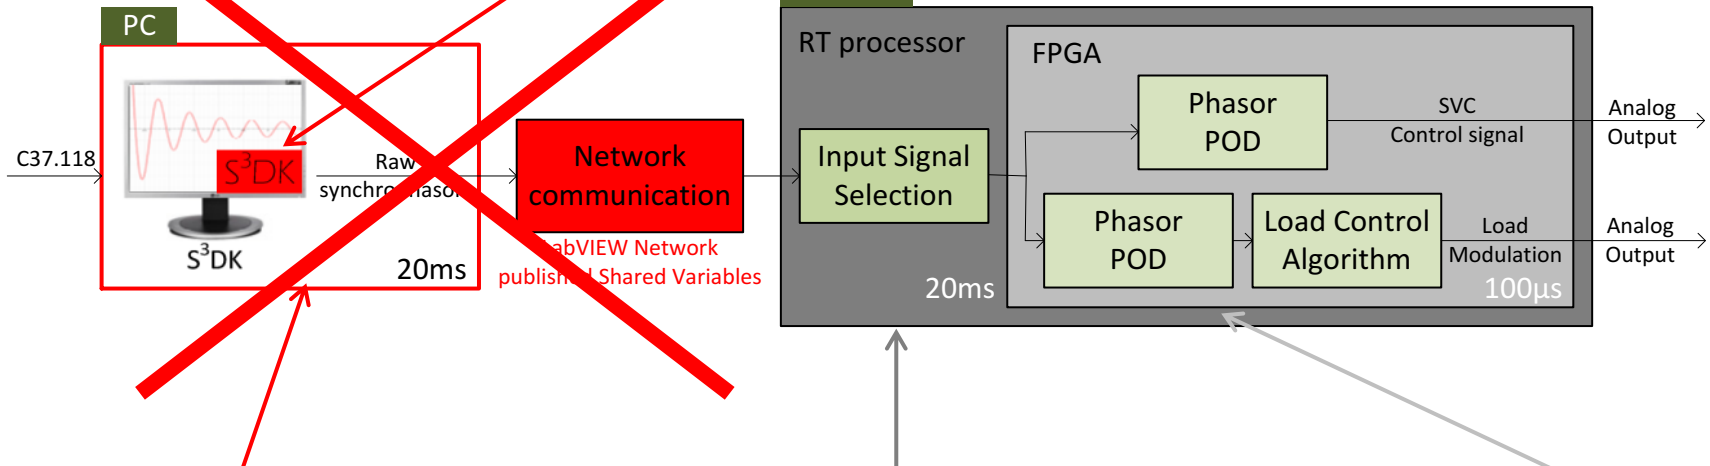 PC
C37.118
S³DK
S³DK
20ms
Raw
Network
communication
LabVIEW Network
published Shared Variables
RT processor
Input Signal
Selection
20ms
FPGA
Phasor
POD
SVC
Control signal
Analog
Output
Phasor
POD
Load Control
Algorithm
Load
Modulation
100µs
Analog
Output